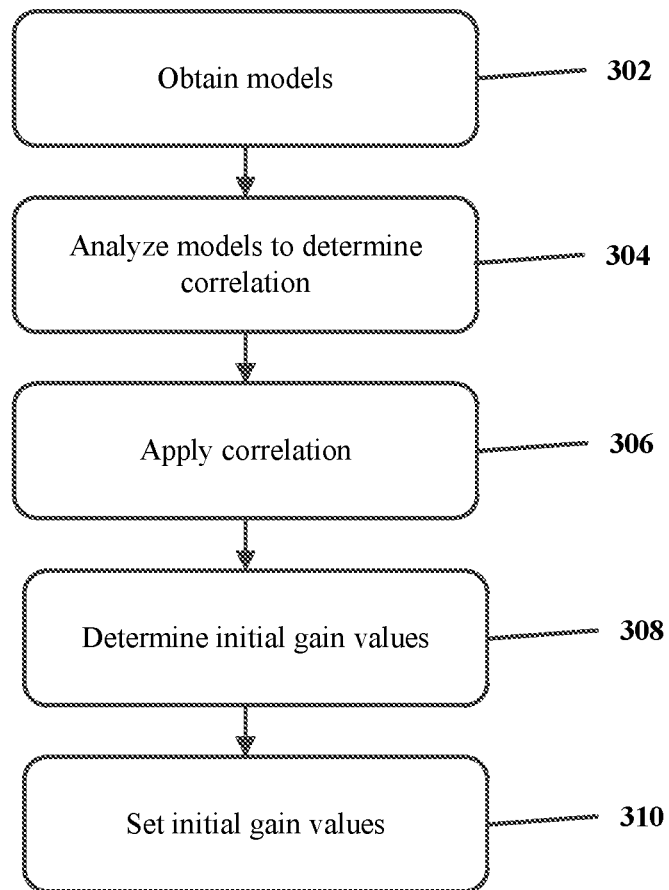 Obtain models
302
Analyze models to determine
correlation
304
Apply correlation
306
Determine initial gain values
308
Set initial gain values
310